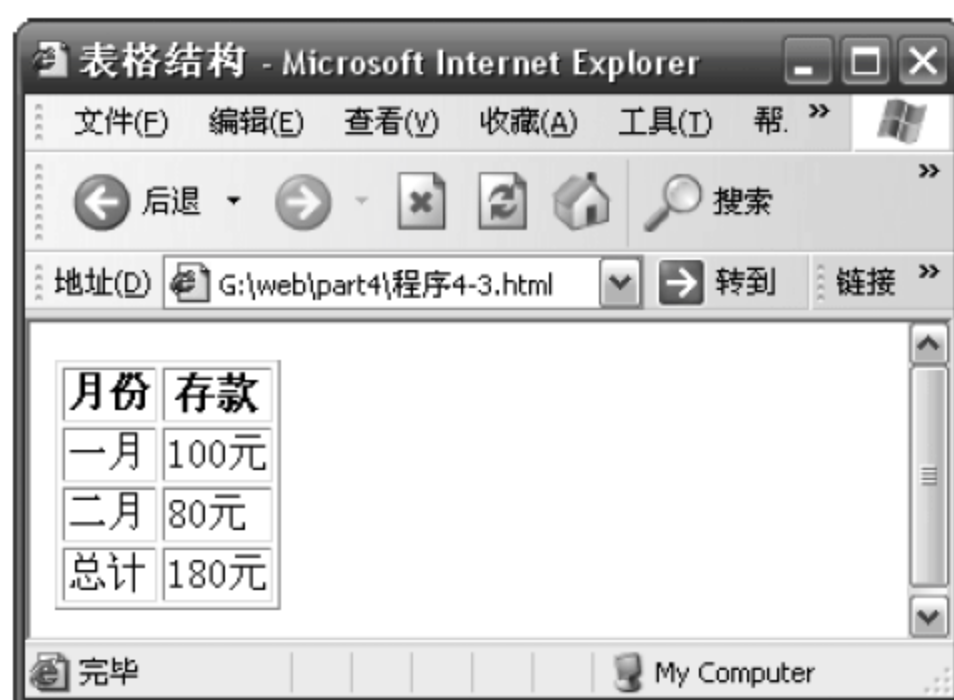 表格结构 - Microsoft Internet Explorer
文件(F) 编辑(E) 查看(V) 收藏(A) 工具(T) 帮. »
后退 搜索 »
地址(D) G:\web\part4\程序4-3.html 转到 链接 »
月份 存款
一月 100元
二月 80元
总计 180元
完毕 My Computer